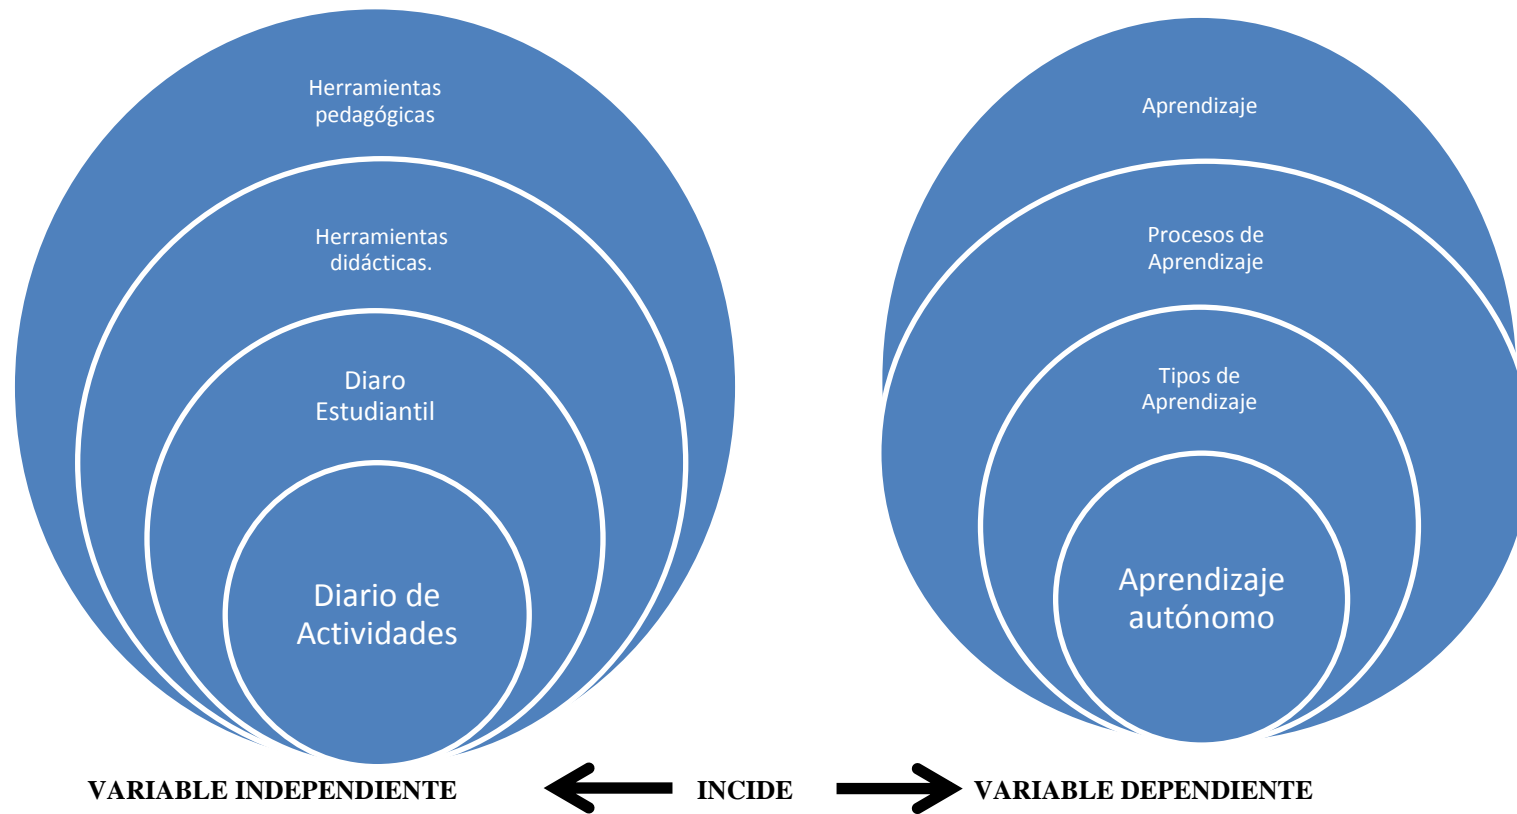 Herramientas
pedagógicas
Herramientas
didácticas.
Diaro
Estudiantil
Diario de
Actividades
Aprendizaje
Procesos de
Aprendizaje
Tipos de
Aprendizaje
Aprendizaje
autónomo
VARIABLE INDEPENDIENTE INCIDE VARIABLE DEPENDIENTE